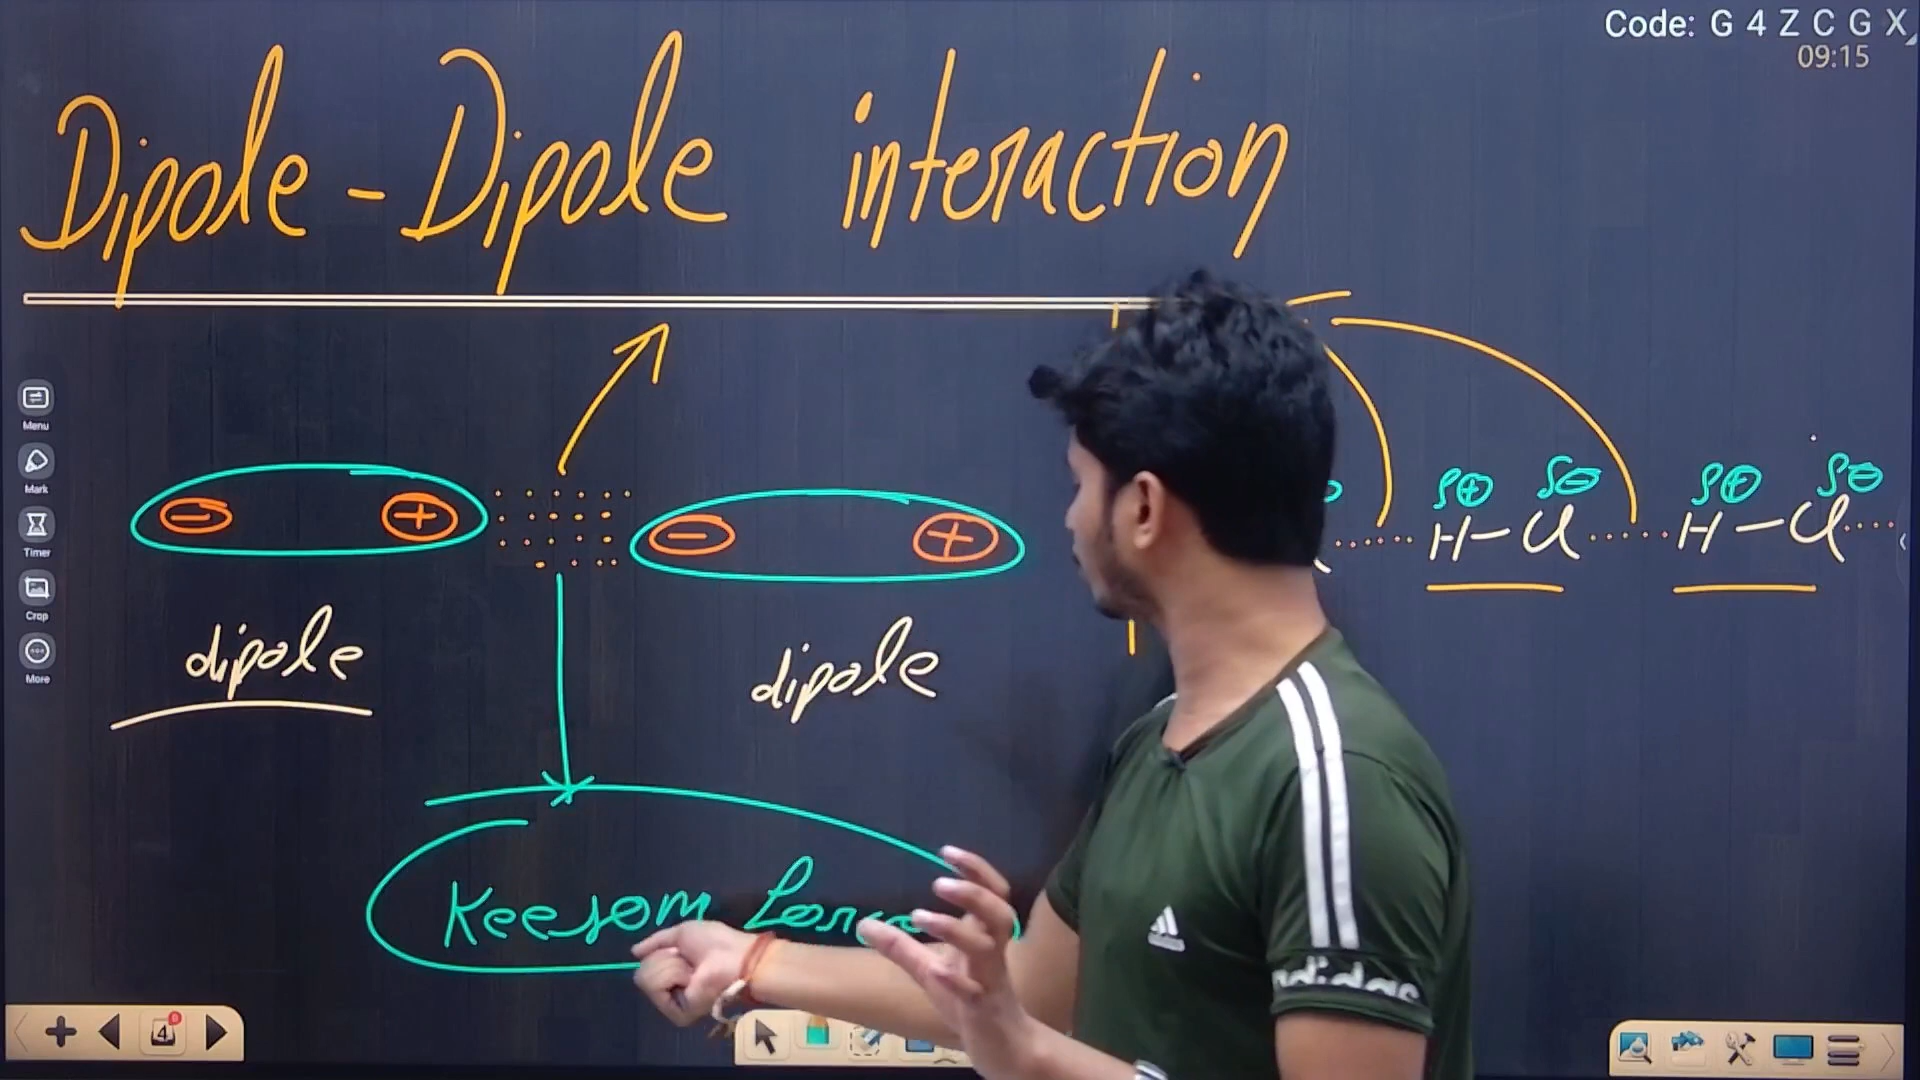 Code: G 4 Z C G X
09:15
Dipole - Dipole interaction
Menu
Mark
Timer
Crop
More
− + − +
δ⊕ δ⊖ δ⊕ δ⊖
H-Cl H-Cl
dipole dipole
Keesom forces
adidas
4